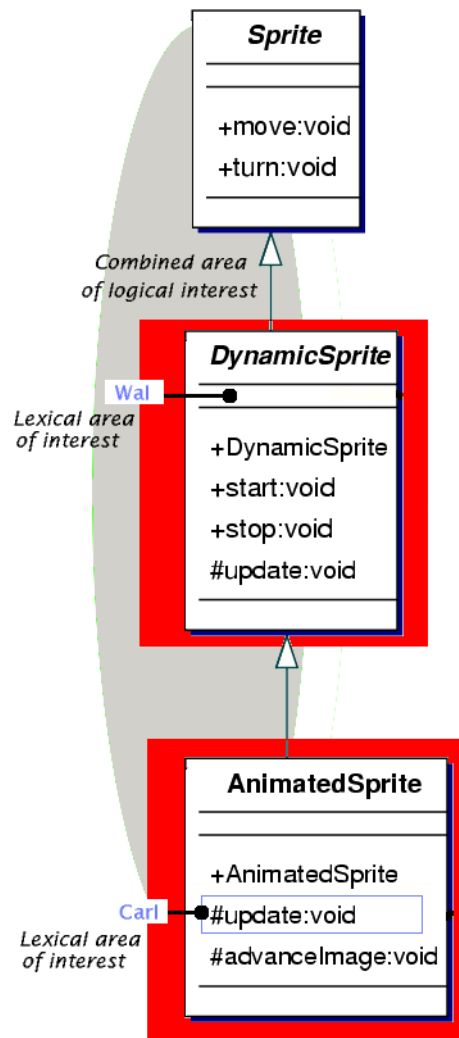 Sprite
+move:void
+turn:void
Combined area
of logical interest
DynamicSprite
Wal
Lexical area
of interest
+DynamicSprite
+start:void
+stop:void
#update:void
AnimatedSprite
+AnimatedSprite
Carl
#update:void
Lexical area
of interest
#advanceImage:void